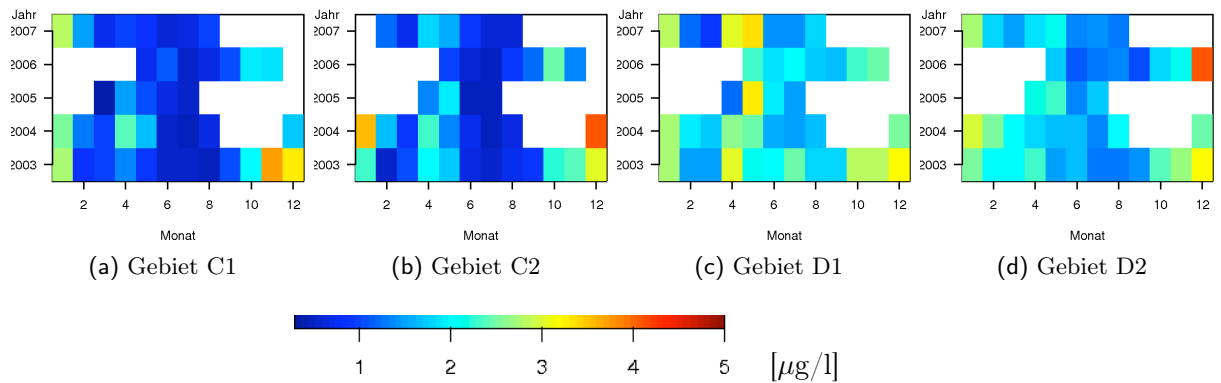 Jahr Jahr Jahr Jahr
2007 2007 2007 2007
2006 2006 2006 2006
2005 2005 2005 2005
2004 2004 2004 2004
2003 2003 2003 2003
2 4 6 8 10 12 2 4 6 8 10 12 2 4 6 8 10 12 2 4 6 8 10 12
Monat Monat Monat Monat
(a) Gebiet C1 (b) Gebiet C2 (c) Gebiet D1 (d) Gebiet D2
1 2 3 4 5 [μg/l]